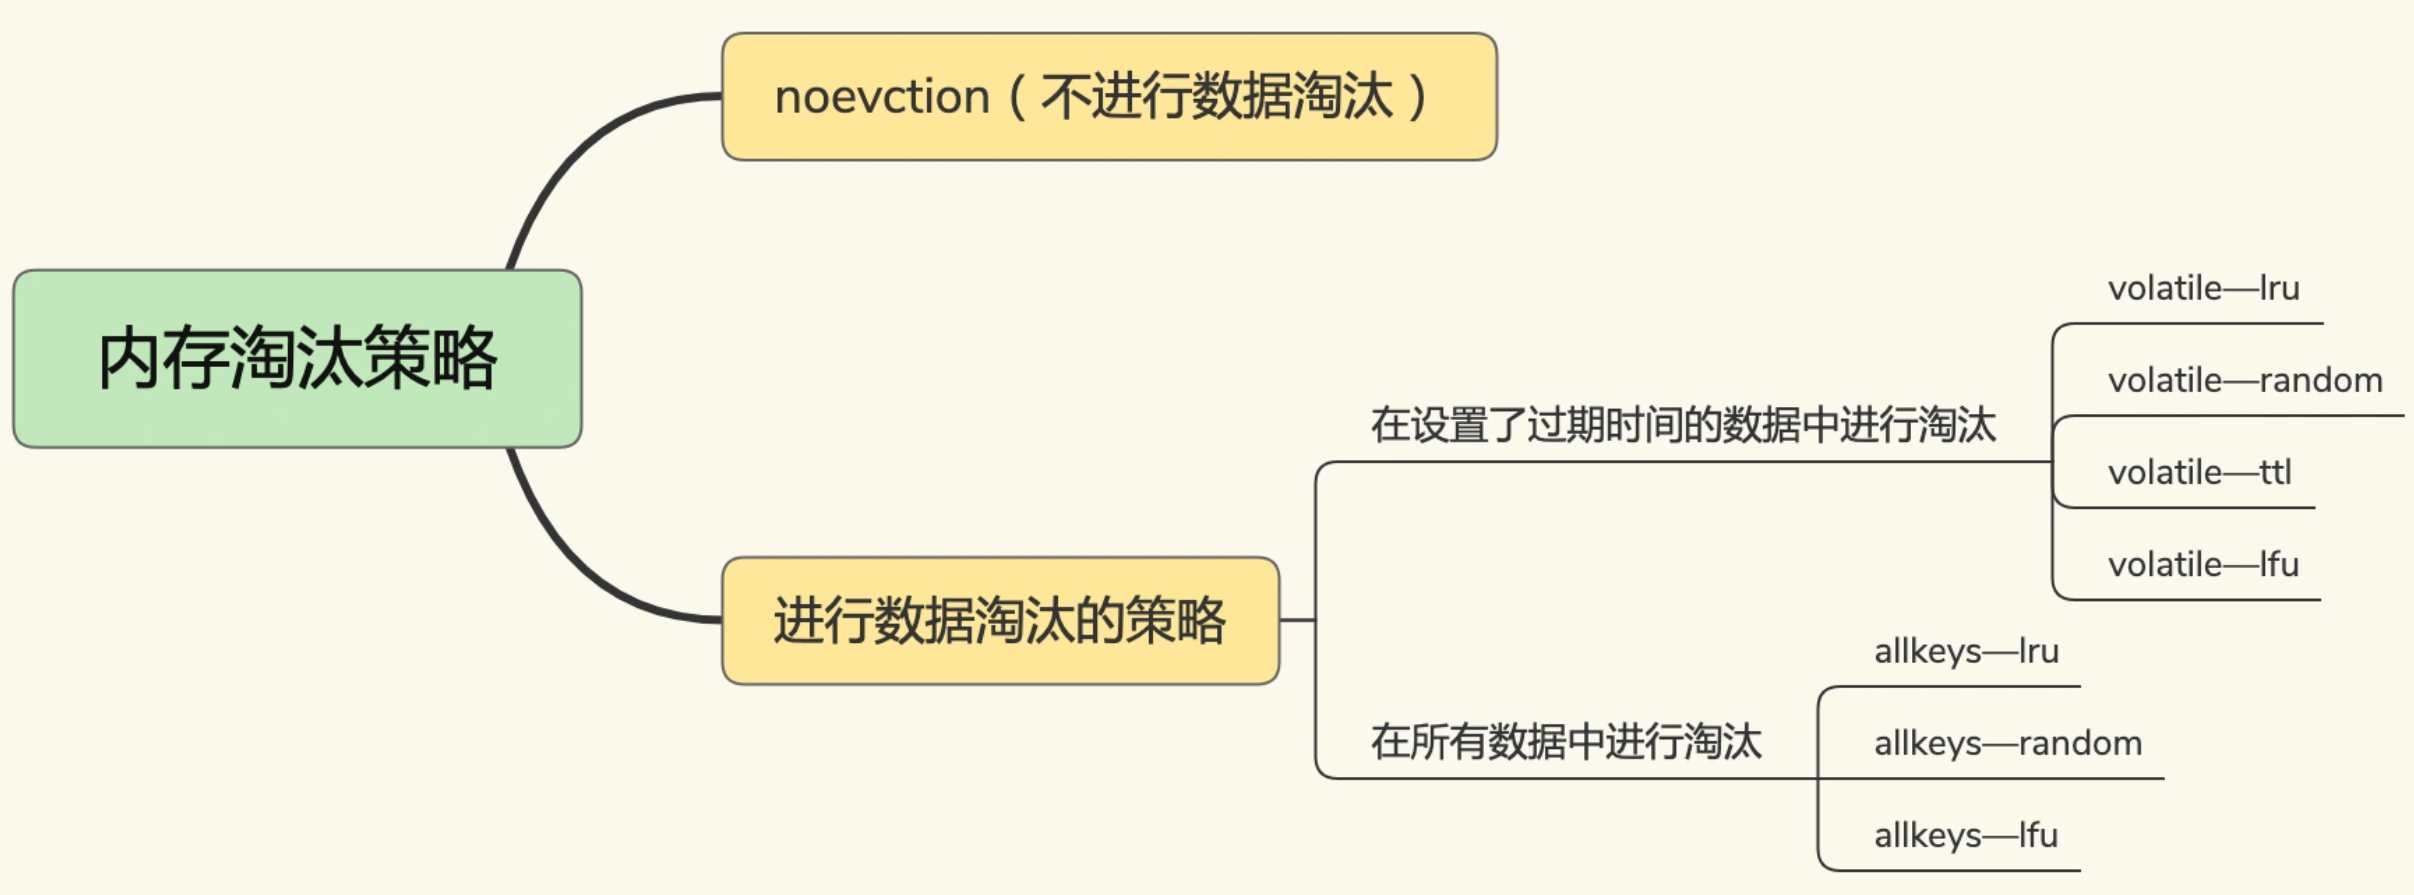 noevction（不进行数据淘汰）
内存淘汰策略
进行数据淘汰的策略
在设置了过期时间的数据中进行淘汰
volatile—lru
volatile—random
volatile—ttl
volatile—lfu
在所有数据中进行淘汰
allkeys—lru
allkeys—random
allkeys—lfu